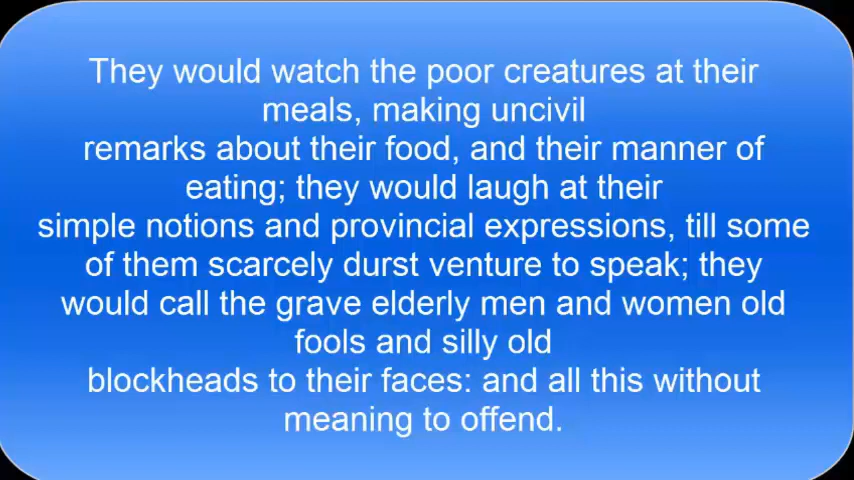 They would watch the poor creatures at their
meals, making uncivil
remarks about their food, and their manner of
eating; they would laugh at their
simple notions and provincial expressions, till some
of them scarcely durst venture to speak; they
would call the grave elderly men and women old
fools and silly old
blockheads to their faces: and all this without
meaning to offend.